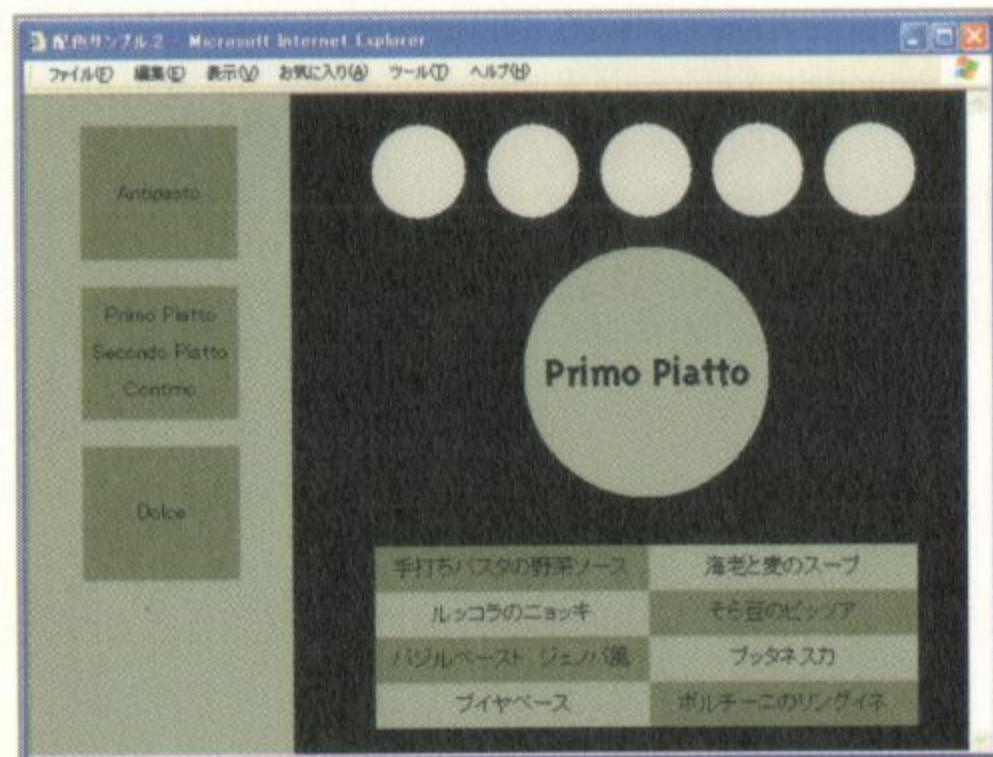 配色サンプル2 - Microsoft Internet Explorer
ファイル(F) 編集(E) 表示(V) お気に入り(A) ツール(T) ヘルプ(H)
Antipasto
Primo Piatto
Secondo Piatto
Contrno
Dolce
Primo Piatto
手打ちパスタの野菜ソース 海老と麦のスープ
ルッコラのニョッキ そら豆のピッツア
バジルペースト ジェノバ風 プッタネスカ
ブイヤベース ポルチーニのリングイネ